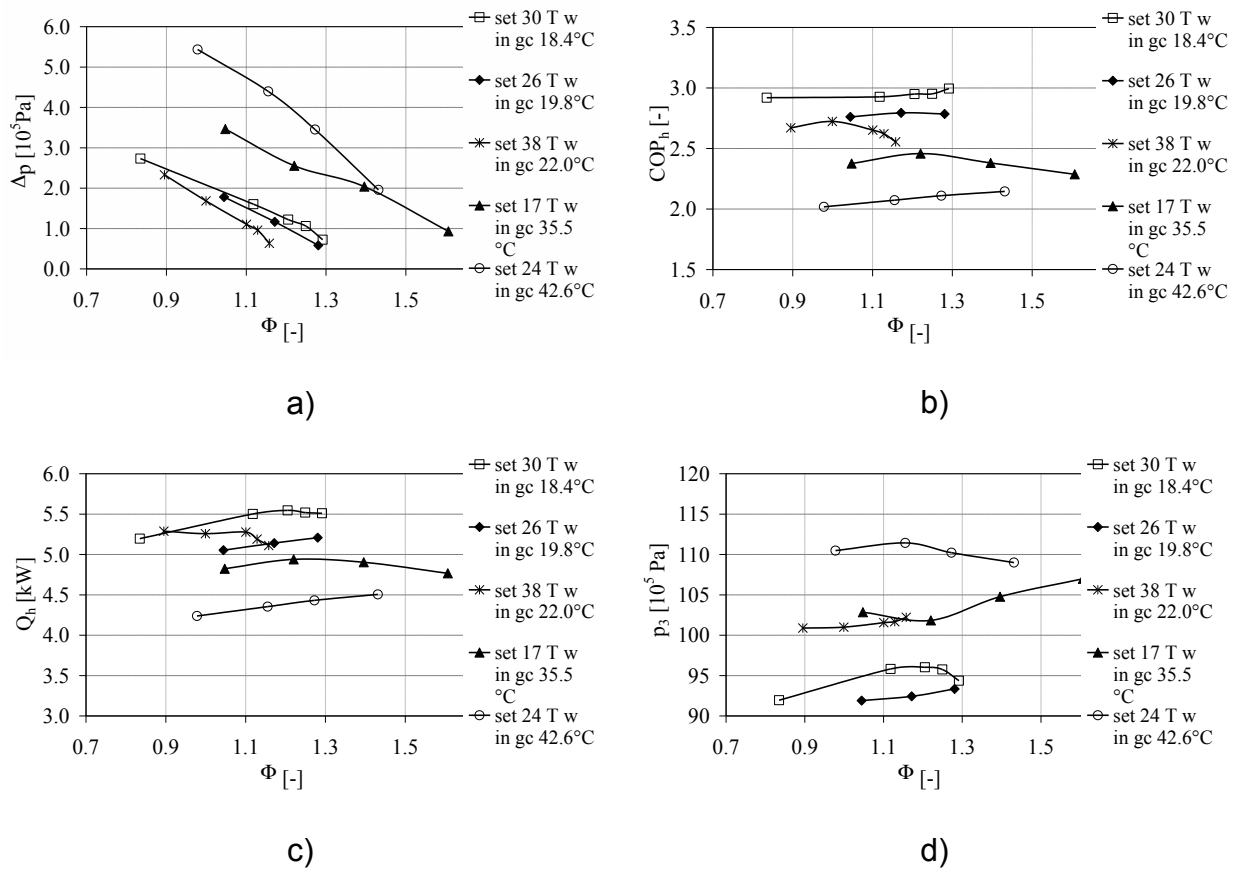 6.0
5.0
4.0
3.0
2.0
1.0
0.0
Δp [10⁵Pa]
0.7 0.9 1.1 1.3 1.5
Φ [-]
set 30 T w
in gc 18.4°C
set 26 T w
in gc 19.8°C
set 38 T w
in gc 22.0°C
set 17 T w
in gc 35.5
°C
set 24 T w
in gc 42.6°C
a)
3.5
3.0
2.5
2.0
1.5
COPₕ [-]
0.7 0.9 1.1 1.3 1.5
Φ [-]
set 30 T w
in gc 18.4°C
set 26 T w
in gc 19.8°C
set 38 T w
in gc 22.0°C
set 17 T w
in gc 35.5
°C
set 24 T w
in gc 42.6°C
b)
6.0
5.5
5.0
4.5
4.0
3.5
3.0
Qₕ [kW]
0.7 0.9 1.1 1.3 1.5
Φ [-]
set 30 T w
in gc 18.4°C
set 26 T w
in gc 19.8°C
set 38 T w
in gc 22.0°C
set 17 T w
in gc 35.5
°C
set 24 T w
in gc 42.6°C
c)
120
115
110
105
100
95
90
p₃ [10⁵ Pa]
0.7 0.9 1.1 1.3 1.5
Φ [-]
set 30 T w
in gc 18.4°C
set 26 T w
in gc 19.8°C
set 38 T w
in gc 22.0°C
set 17 T w
in gc 35.5
°C
set 24 T w
in gc 42.6°C
d)